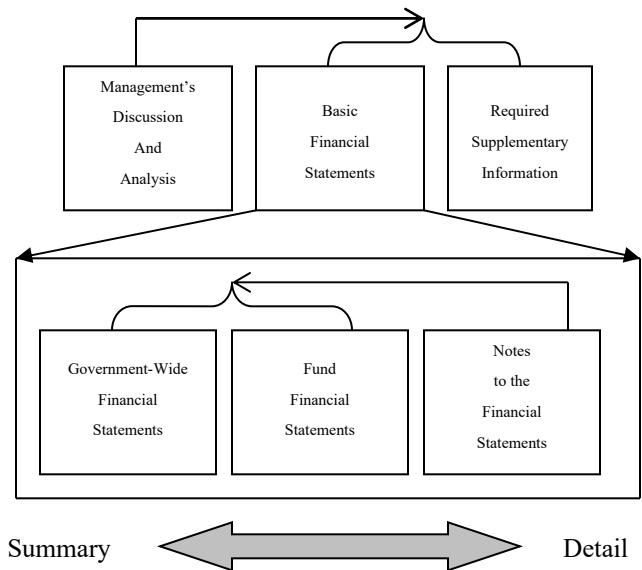 Management’s
Discussion
And
Analysis
Basic
Financial
Statements
Required
Supplementary
Information
Government-Wide
Financial
Statements
Fund
Financial
Statements
Notes
to the
Financial
Statements
Summary
Detail